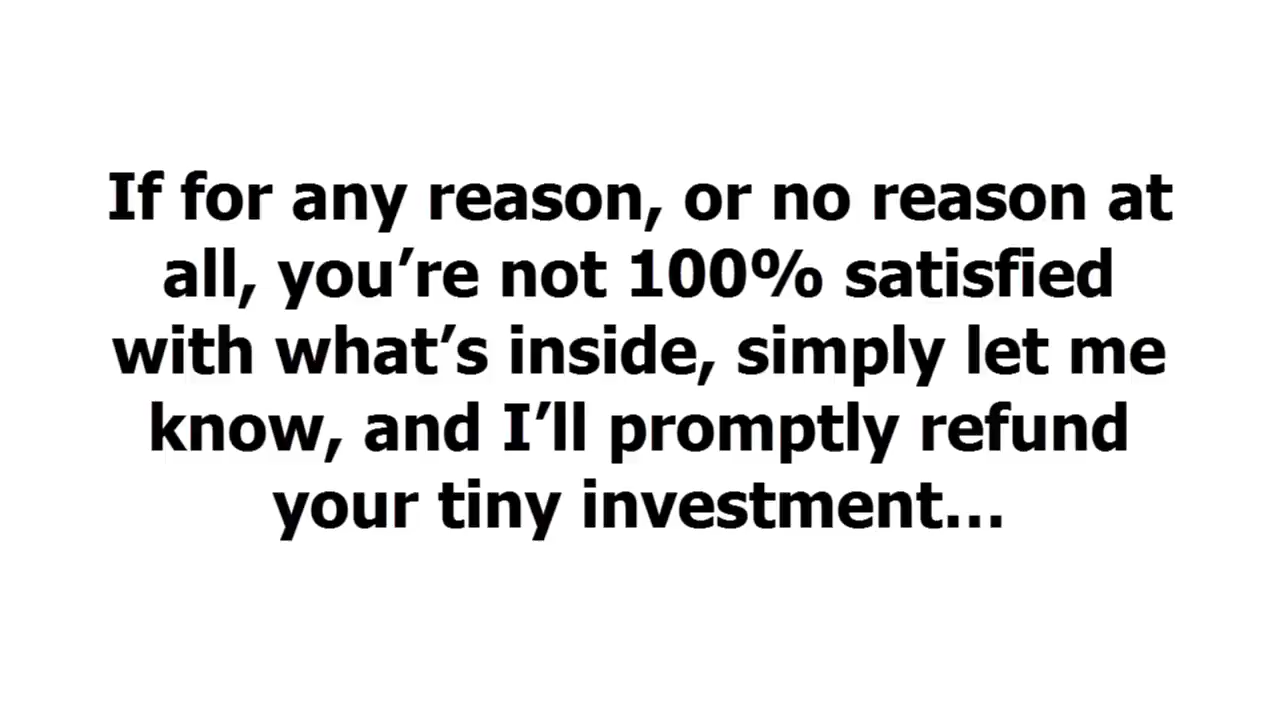 If for any reason, or no reason at
all, you’re not 100% satisfied
with what’s inside, simply let me
know, and I’ll promptly refund
your tiny investment…